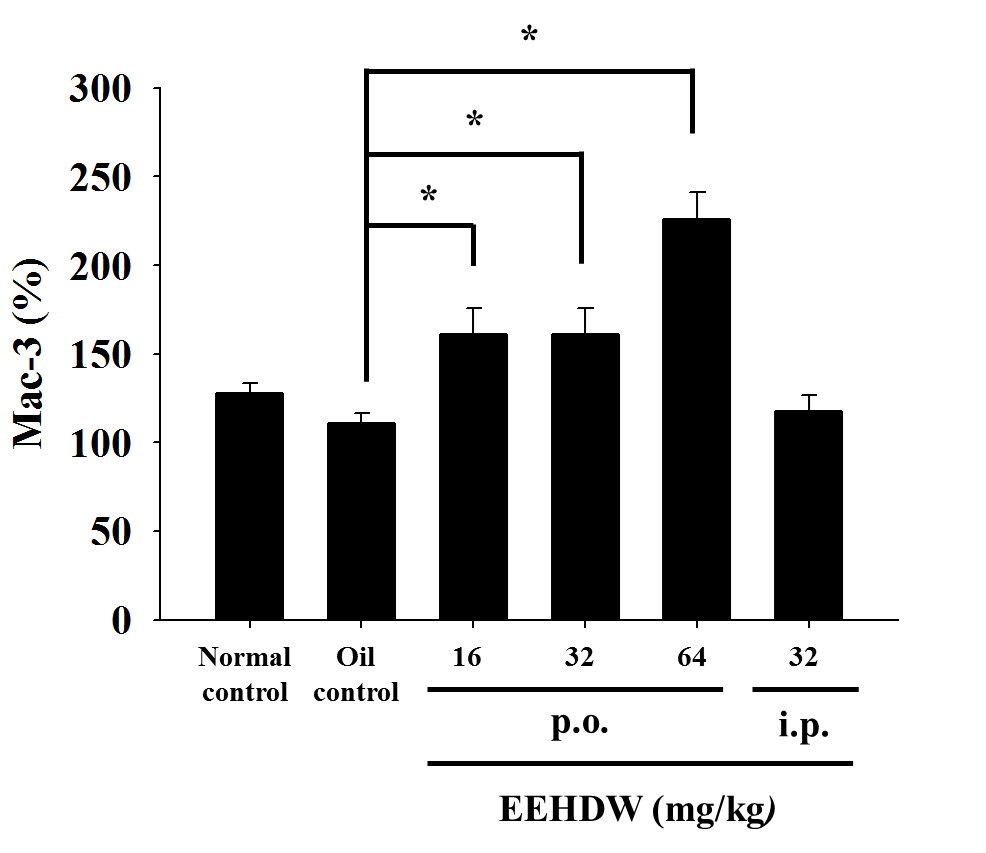 *
*
*
300
250
200
150
100
50
0
Mac-3 (%)
Normal control
Oil control
16
32
64
32
p.o.
i.p.
EEHDW (mg/kg)